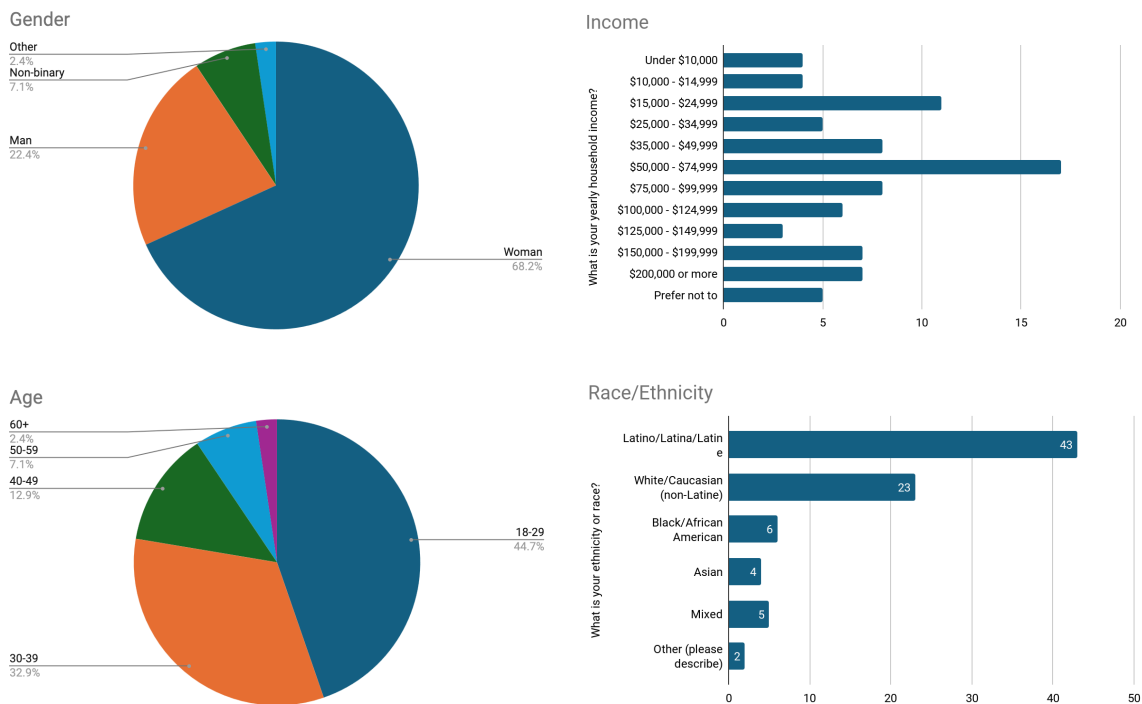 Gender
Other
2.4%
Non-binary
7.1%
Man
22.4%
Woman
68.2%
Income
What is your yearly household income?
Under $10,000
$10,000 - $14,999
$15,000 - $24,999
$25,000 - $34,999
$35,000 - $49,999
$50,000 - $74,999
$75,000 - $99,999
$100,000 - $124,999
$125,000 - $149,999
$150,000 - $199,999
$200,000 or more
Prefer not to
0 5 10 15 20
Age
60+
2.4%
50-59
7.1%
40-49
12.9%
18-29
44.7%
30-39
32.9%
Race/Ethnicity
What is your ethnicity or race?
Latino/Latina/Latin
e
43
White/Caucasian
(non-Latine)
23
Black/African
American
6
Asian
4
Mixed
5
Other (please
describe)
2
0 10 20 30 40 50